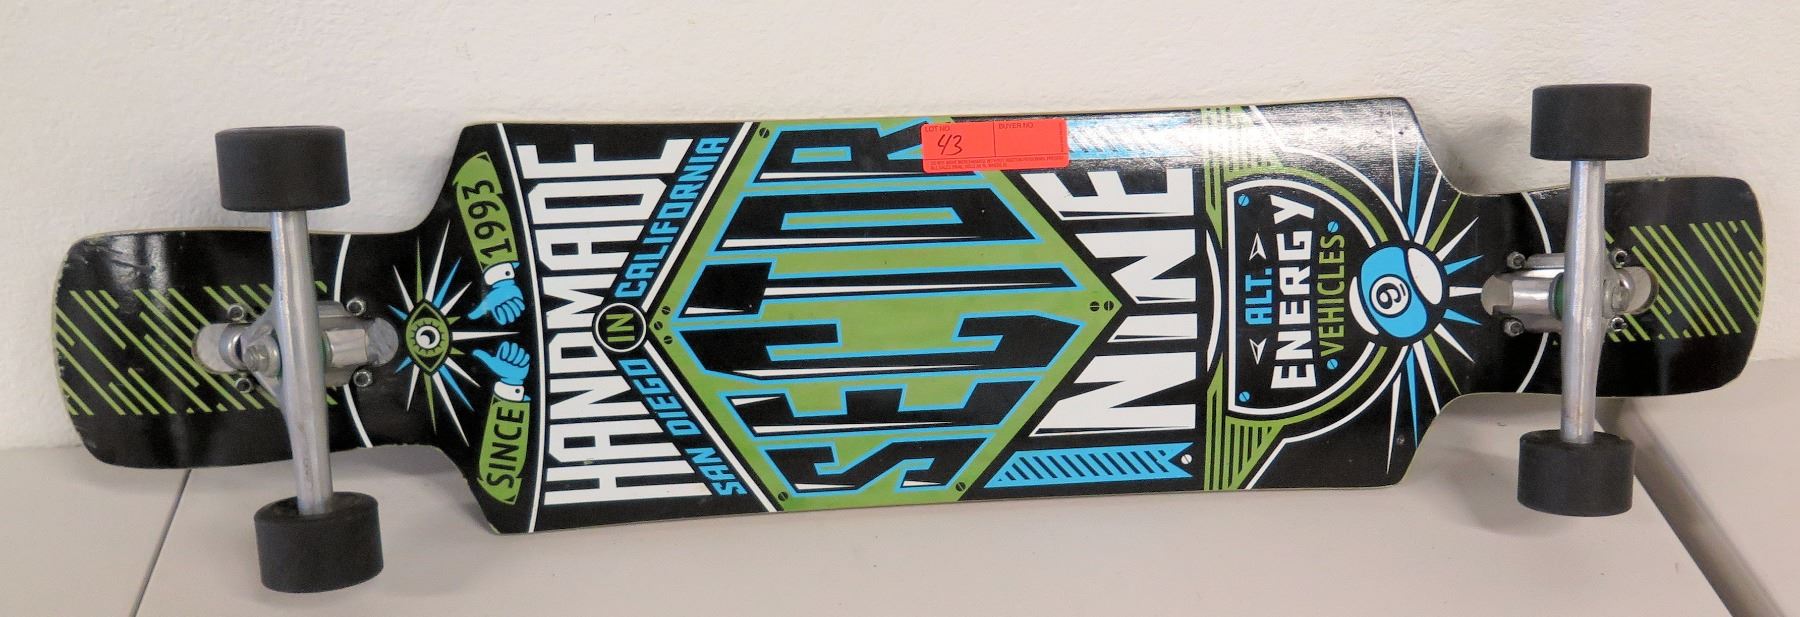 SINCE 1993
HANDMADE
IN
SAN DIEGO CALIFORNIA
SECTOR
NINE
ALT.
ENERGY
VEHICLES
9
LOT NO
BUYER NO
43